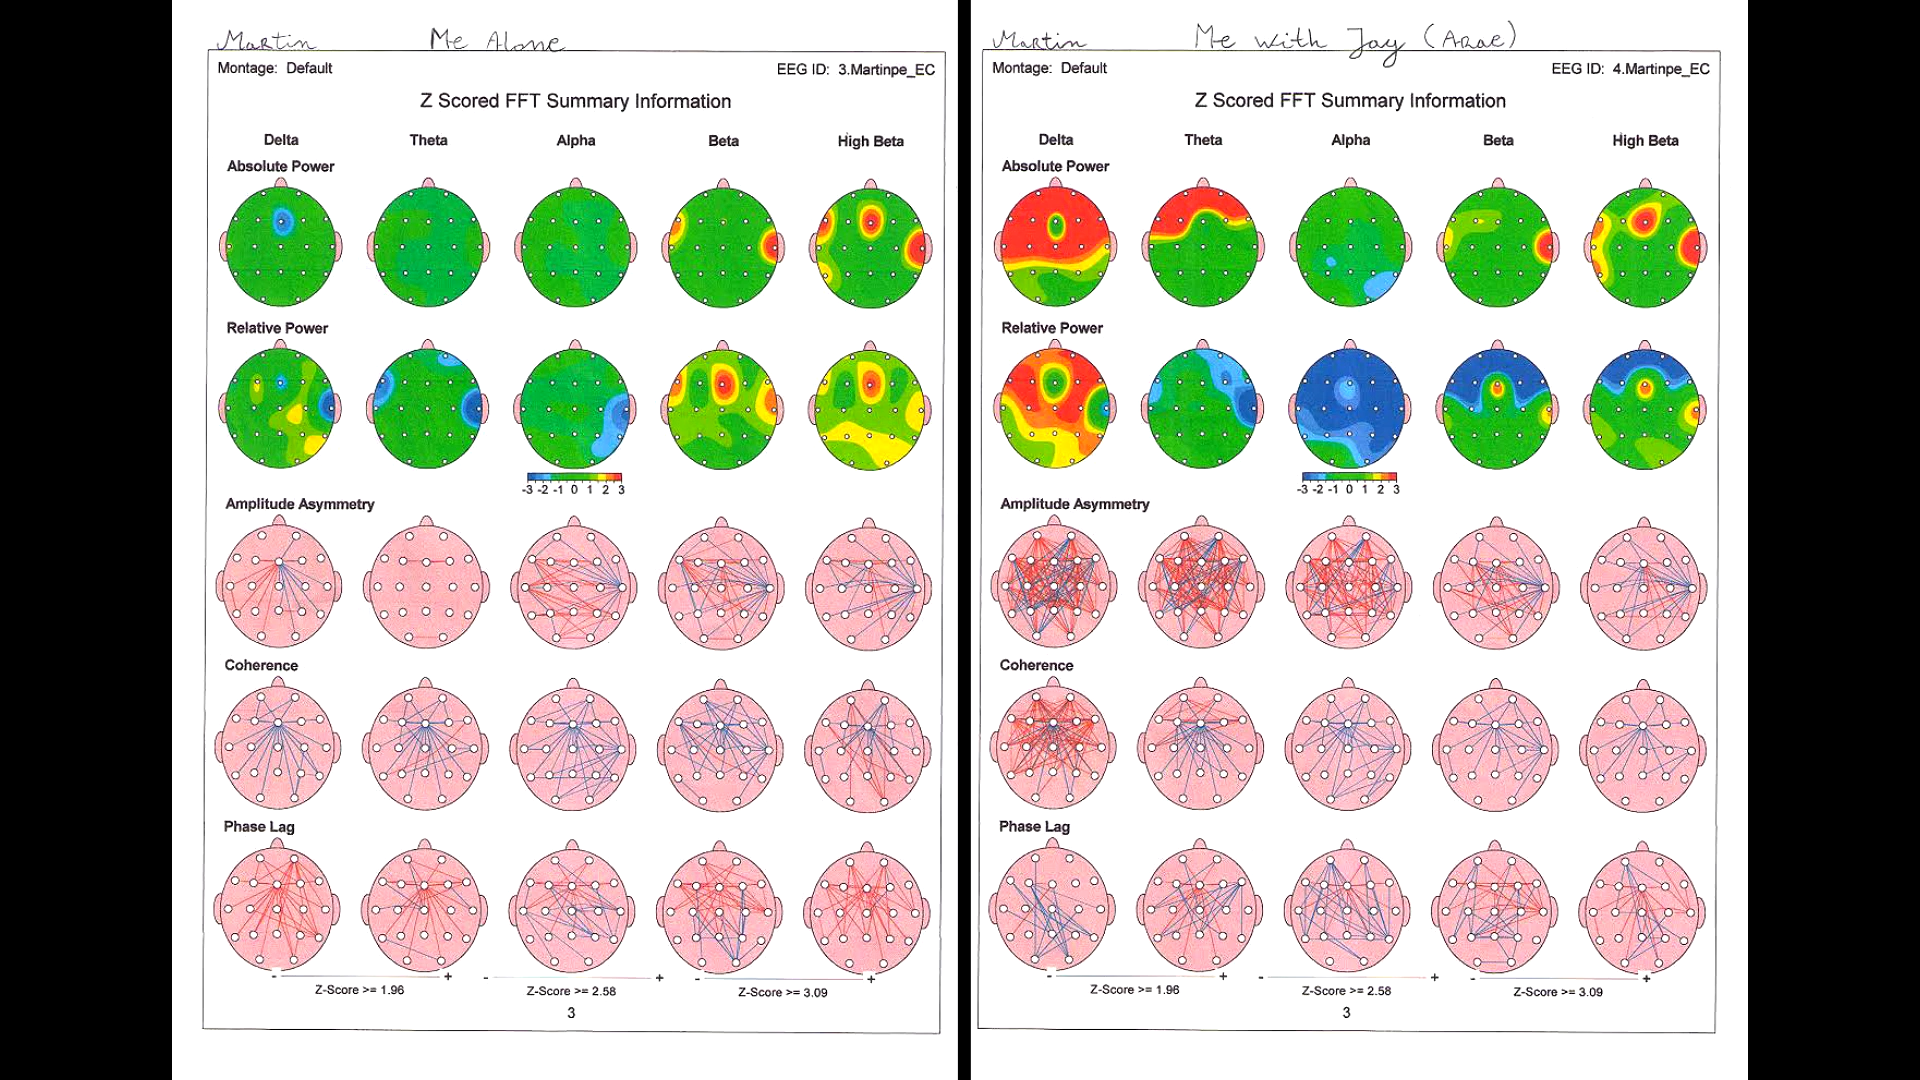 Martin Me Alone
Montage: Default EEG ID: 3.Martinpe_EC
Z Scored FFT Summary Information
Delta Theta Alpha Beta High Beta
Absolute Power
Relative Power
-3 -2 -1 0 1 2 3
Amplitude Asymmetry
Coherence
Phase Lag
- + - + - +
Z-Score >= 1.96 Z-Score >= 2.58 Z-Score >= 3.09
3
Martin Me with Jay (Arae)
Montage: Default EEG ID: 4.Martinpe_EC
Z Scored FFT Summary Information
Delta Theta Alpha Beta High Beta
Absolute Power
Relative Power
-3 -2 -1 0 1 2 3
Amplitude Asymmetry
Coherence
Phase Lag
- + - + - +
Z-Score >= 1.96 Z-Score >= 2.58 Z-Score >= 3.09
3